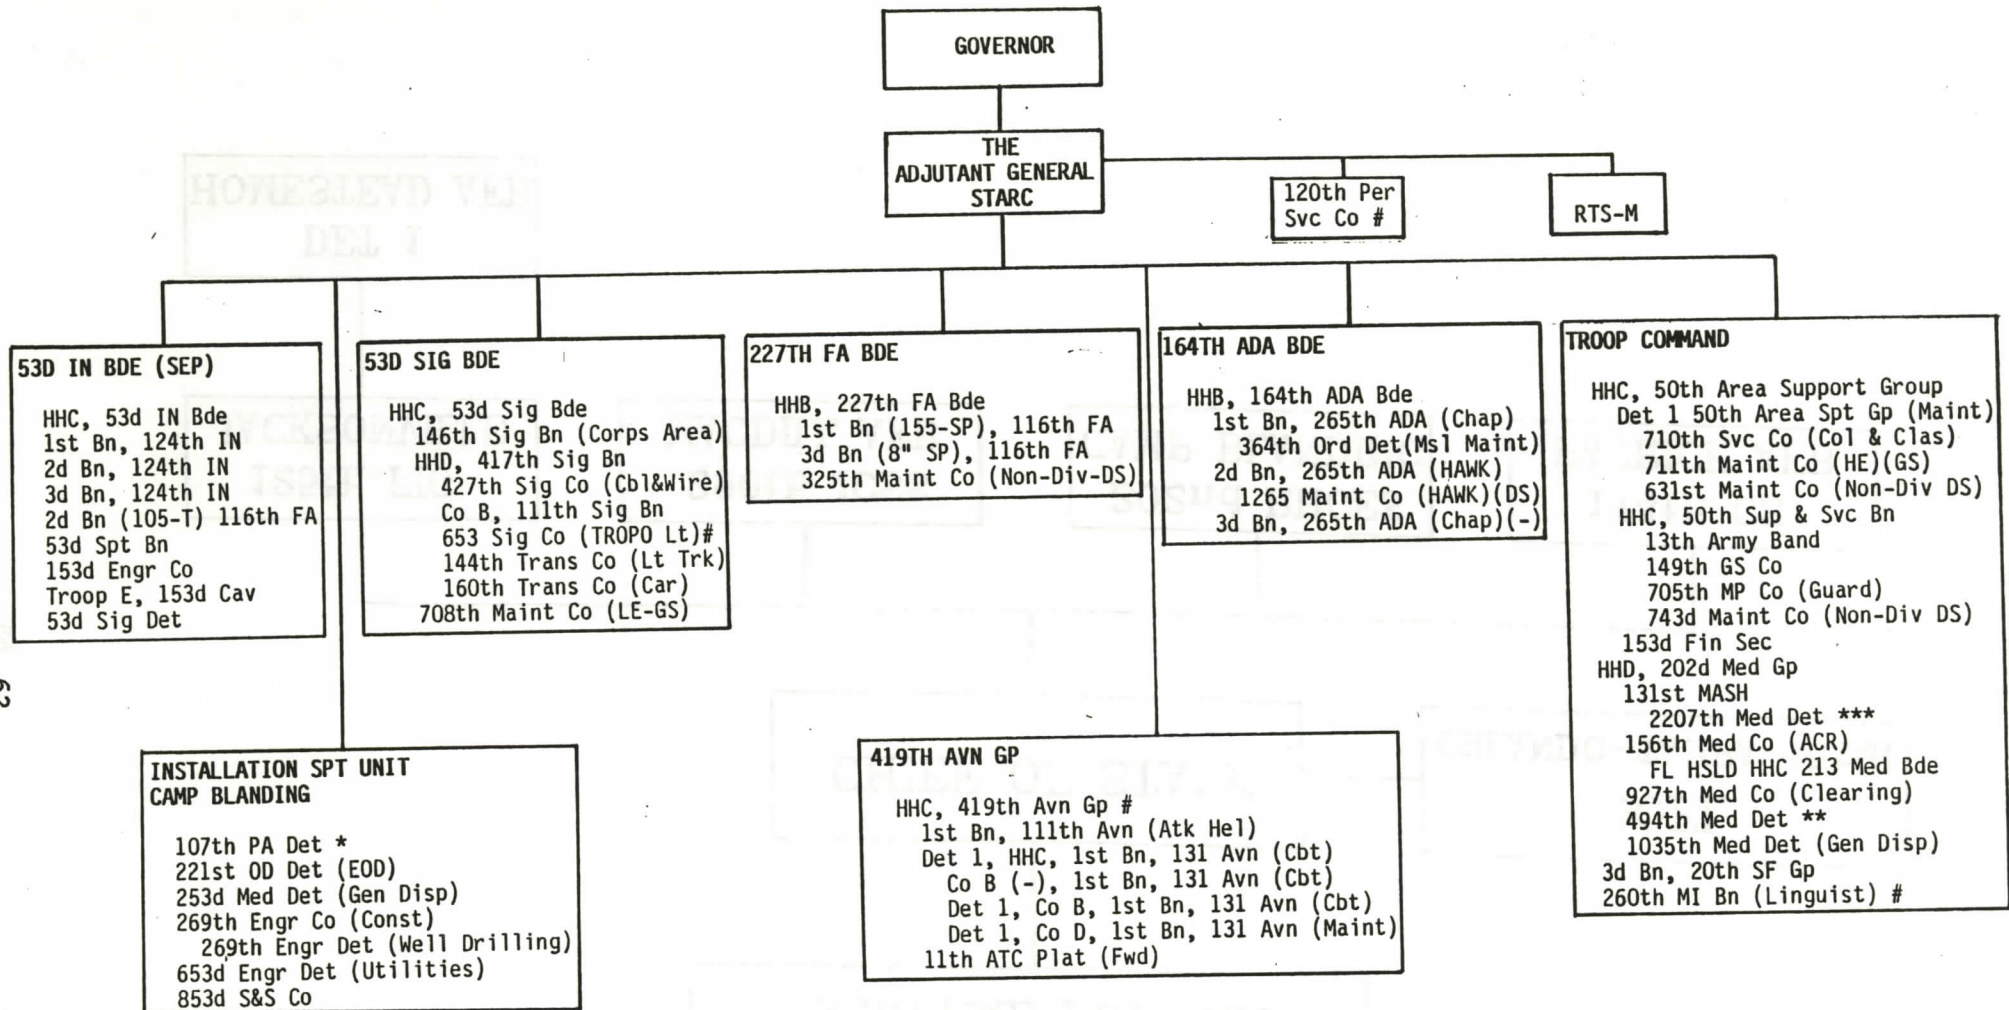 GOVERNOR
THE
ADJUTANT GENERAL
STARC
120th Per
Svc Co #
RTS-M
53D IN BDE (SEP)
HHC, 53d IN Bde
1st Bn, 124th IN
2d Bn, 124th IN
3d Bn, 124th IN
2d Bn (105-T) 116th FA
53d Spt Bn
153d Engr Co
Troop E, 153d Cav
53d Sig Det
53D SIG BDE
HHC, 53d Sig Bde
146th Sig Bn (Corps Area)
HHD, 417th Sig Bn
427th Sig Co (Cbl&Wire)
Co B, 111th Sig Bn
653 Sig Co (TROPO Lt)#
144th Trans Co (Lt Trk)
160th Trans Co (Car)
708th Maint Co (LE-GS)
227TH FA BDE
HHB, 227th FA Bde
1st Bn (155-SP), 116th FA
3d Bn (8" SP), 116th FA
325th Maint Co (Non-Div-DS)
164TH ADA BDE
HHB, 164th ADA Bde
1st Bn, 265th ADA (Chap)
364th Ord Det(Msl Maint)
2d Bn, 265th ADA (HAWK)
1265 Maint Co (HAWK)(DS)
3d Bn, 265th ADA (Chap)(-)
TROOP COMMAND
HHC, 50th Area Support Group
Det 1 50th Area Spt Gp (Maint)
710th Svc Co (Col & Clas)
711th Maint Co (HE)(GS)
631st Maint Co (Non-Div DS)
HHC, 50th Sup & Svc Bn
13th Army Band
149th GS Co
705th MP Co (Guard)
743d Maint Co (Non-Div DS)
153d Fin Sec
HHD, 202d Med Gp
131st MASH
2207th Med Det ***
156th Med Co (ACR)
FL HSLD HHC 213 Med Bde
927th Med Co (Clearing)
494th Med Det **
1035th Med Det (Gen Disp)
3d Bn, 20th SF Gp
260th MI Bn (Linguist) #
INSTALLATION SPT UNIT
CAMP BLANDING
107th PA Det *
221st OD Det (EOD)
253d Med Det (Gen Disp)
269th Engr Co (Const)
269th Engr Det (Well Drilling)
653d Engr Det (Utilities)
853d S&S Co
419TH AVN GP
HHC, 419th Avn Gp #
1st Bn, 111th Avn (Atk Hel)
Det 1, HHC, 1st Bn, 131 Avn (Cbt)
Co B (-), 1st Bn, 131 Avn (Cbt)
Det 1, Co B, 1st Bn, 131 Avn (Cbt)
Det 1, Co D, 1st Bn, 131 Avn (Maint)
11th ATC Plat (Fwd)
62
HOMESTEAD AFB
DET 1
CHIEF OF STAFF